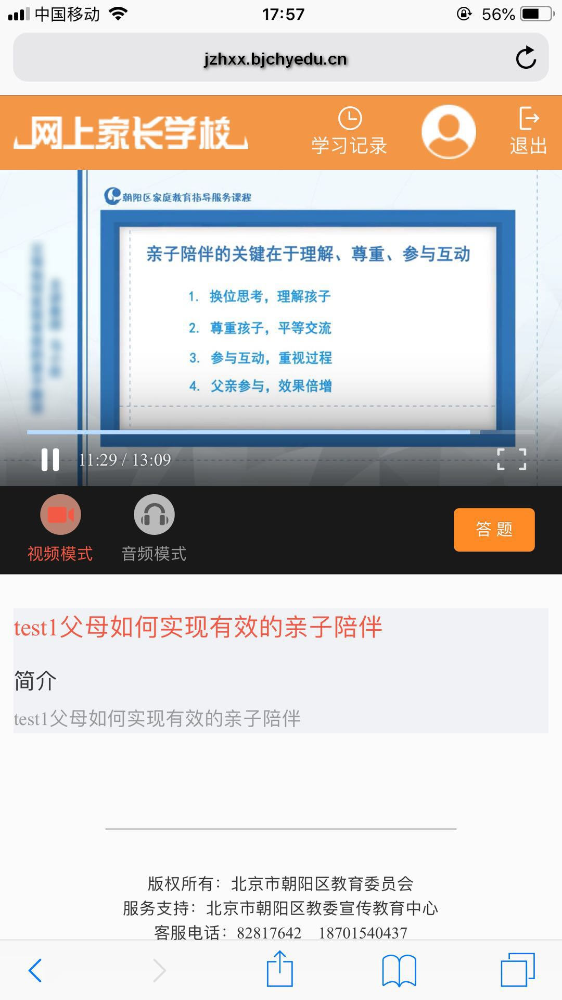 中国移动 17:57 56%
jzhxx.bjchyedu.cn
网上家长学校 学习记录 退出
朝阳区家庭教育指导服务课程
亲子陪伴的关键在于理解、尊重、参与互动
1. 换位思考，理解孩子
2. 尊重孩子，平等交流
3. 参与互动，重视过程
4. 父亲参与，效果倍增
11:29 / 13:09
视频模式 音频模式 答 题
test1父母如何实现有效的亲子陪伴
简介
test1父母如何实现有效的亲子陪伴
版权所有：北京市朝阳区教育委员会
服务支持：北京市朝阳区教委宣传教育中心
客服电话：82817642 18701540437